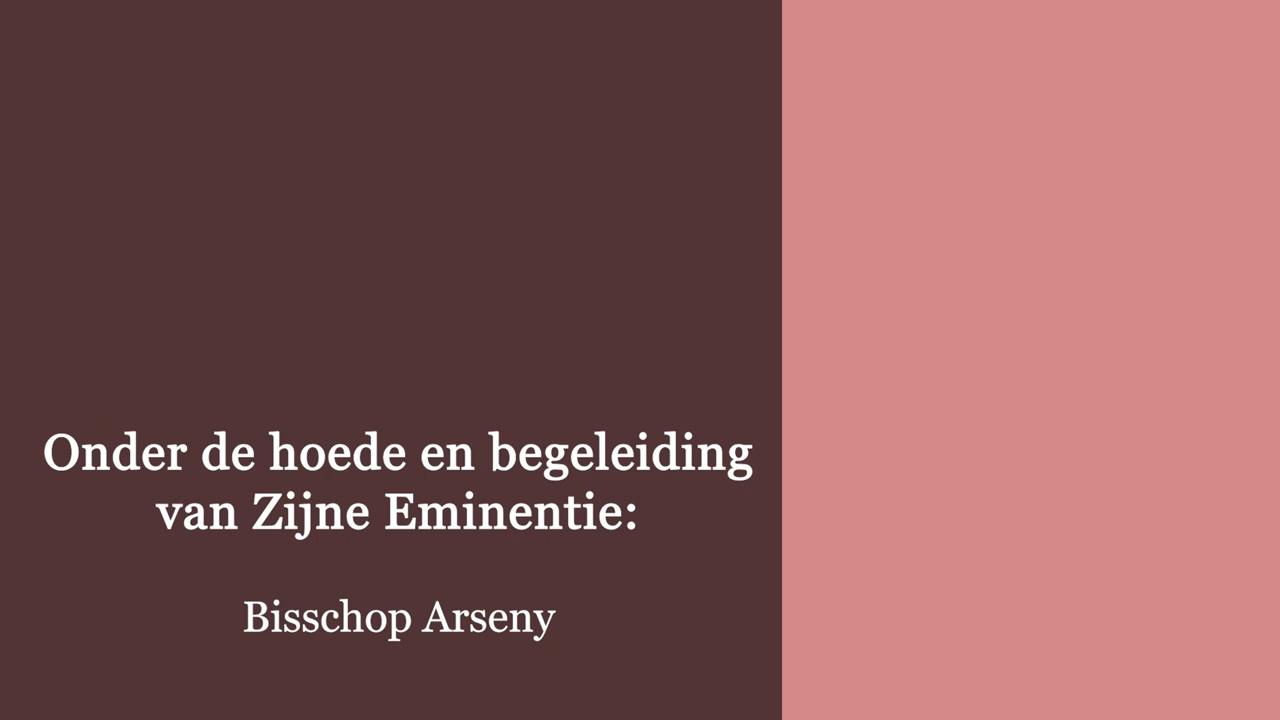 Onder de hoede en begeleiding
van Zijne Eminentie:
Bisschop Arseny